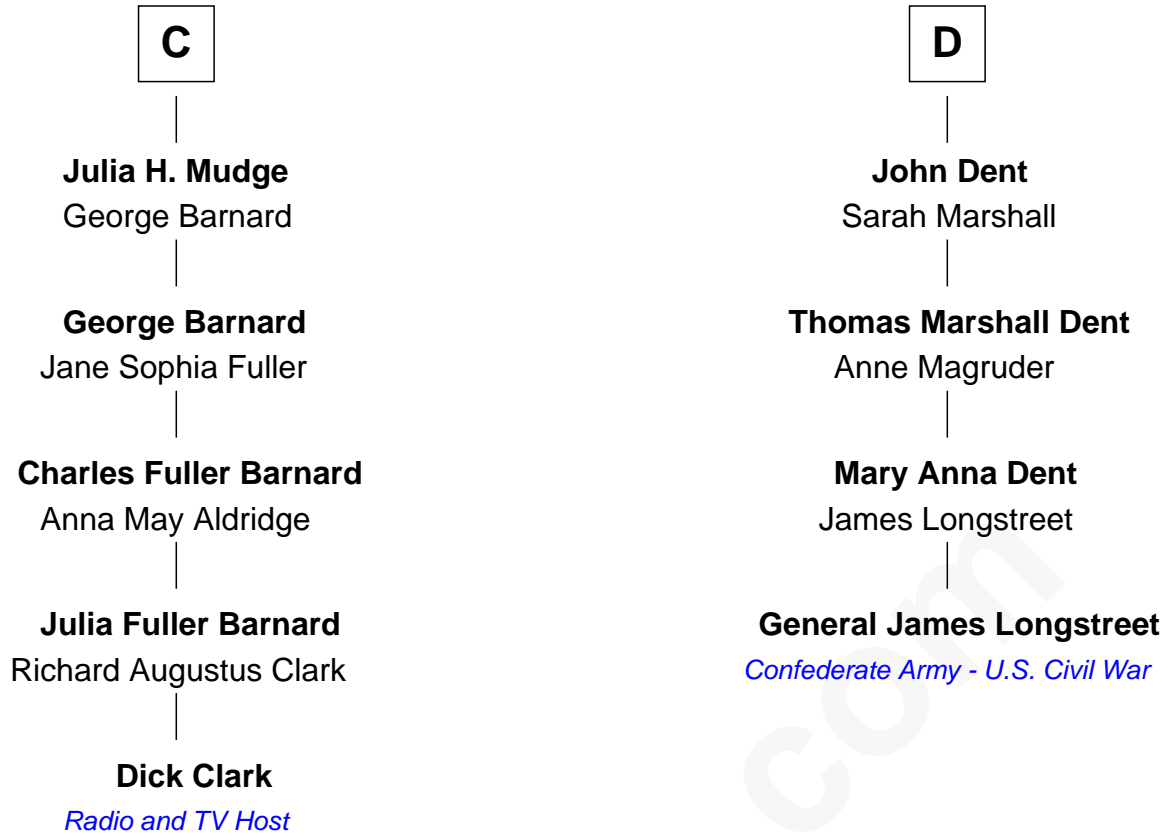 C
Julia H. Mudge
George Barnard
George Barnard
Jane Sophia Fuller
Charles Fuller Barnard
Anna May Aldridge
Julia Fuller Barnard
Richard Augustus Clark
Dick Clark
Radio and TV Host
D
John Dent
Sarah Marshall
Thomas Marshall Dent
Anne Magruder
Mary Anna Dent
James Longstreet
General James Longstreet
Confederate Army - U.S. Civil War
com